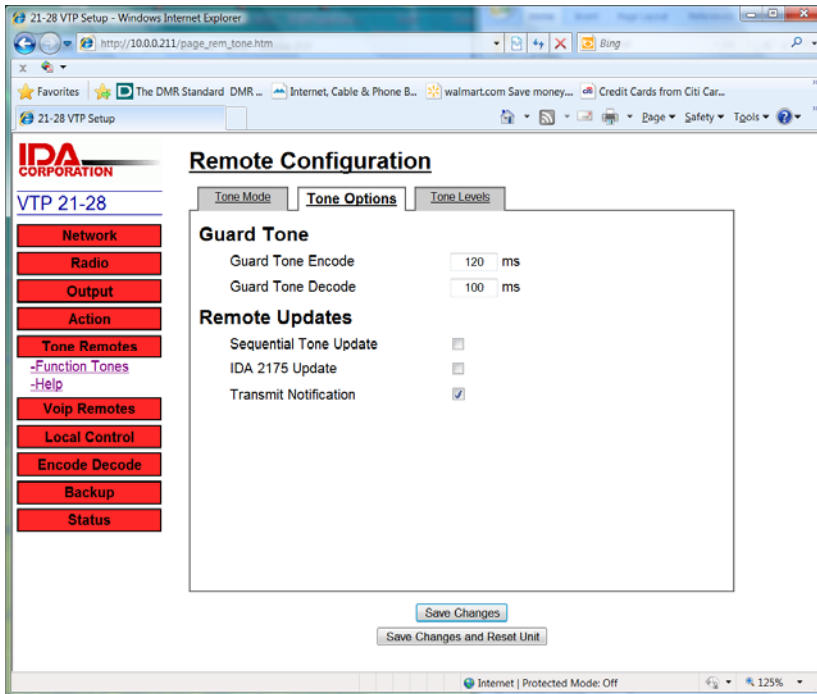 21-28 VTP Setup - Windows Internet Explorer
http://10.0.0.211/page_rem_tone.htm
Bing
x
Favorites The DMR Standard DMR ... Internet, Cable & Phone B... walmart.com Save money... Credit Cards from Citi Car...
21-28 VTP Setup
Page Safety Tools
IDA
CORPORATION
VTP 21-28
Network
Radio
Output
Action
Tone Remotes
-Function Tones
-Help
Voip Remotes
Local Control
Encode Decode
Backup
Status
Remote Configuration
Tone Mode Tone Options Tone Levels
Guard Tone
Guard Tone Encode 120 ms
Guard Tone Decode 100 ms
Remote Updates
Sequential Tone Update
IDA 2175 Update
Transmit Notification
Save Changes
Save Changes and Reset Unit
Internet | Protected Mode: Off 125%